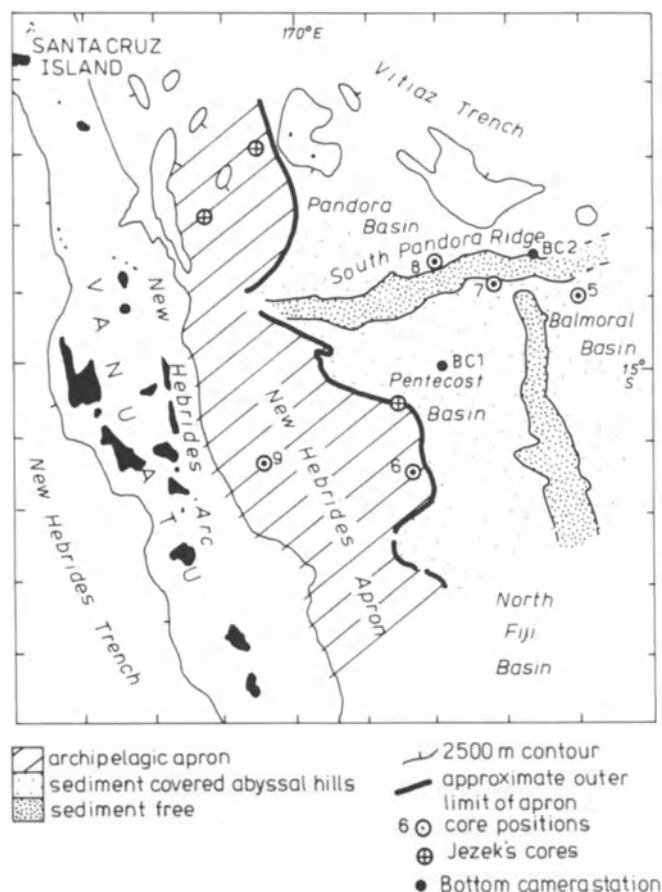 SANTA CRUZ
ISLAND
170°E
Vitiaz Trench
Pandora
Basin
South Pandora Ridge
BC2
8
7
5
Balmoral
Basin
New
Hebrides
Arc
VANUATU
New Hebrides Trench
BC1
15°
S
Pentecost
Basin
9
6
New
Hebrides
Apron
North
Fiji
Basin
archipelagic apron
sediment covered abyssal hills
sediment free
2500 m contour
approximate outer
limit of apron
6 core positions
Jezek's cores
Bottom camera station